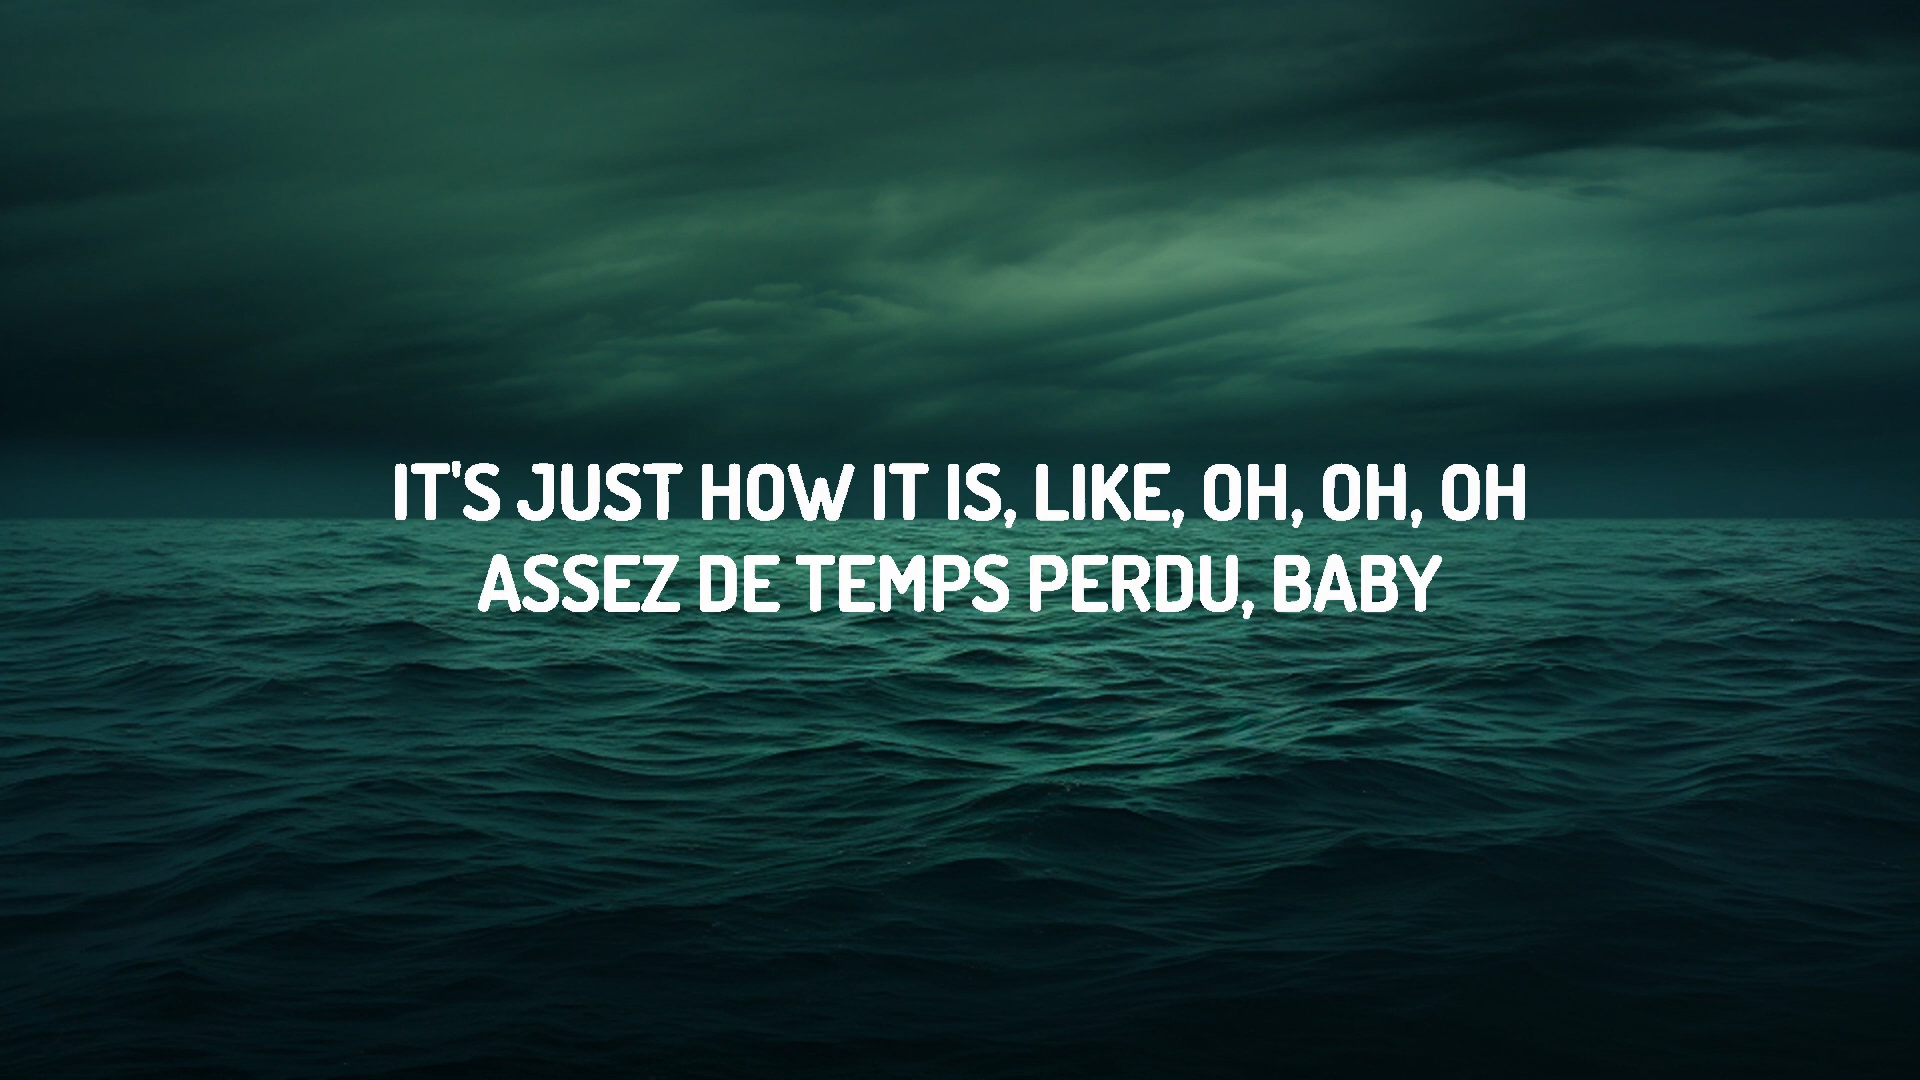 IT'S JUST HOW IT IS, LIKE, OH, OH, OH
ASSEZ DE TEMPS PERDU, BABY